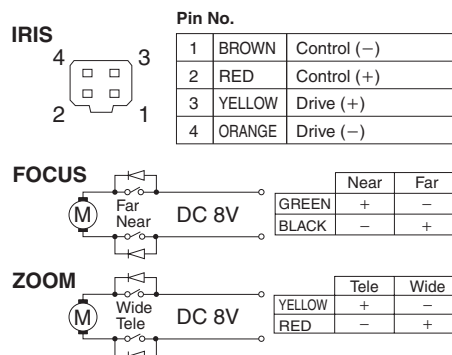 Pin No.
IRIS
4 3
2 1
1 BROWN Control (−)
2 RED Control (+)
3 YELLOW Drive (+)
4 ORANGE Drive (−)
FOCUS
M
Far
Near
DC 8V
Near Far
GREEN + −
BLACK − +
ZOOM
M
Wide
Tele
DC 8V
Tele Wide
YELLOW + −
RED − +